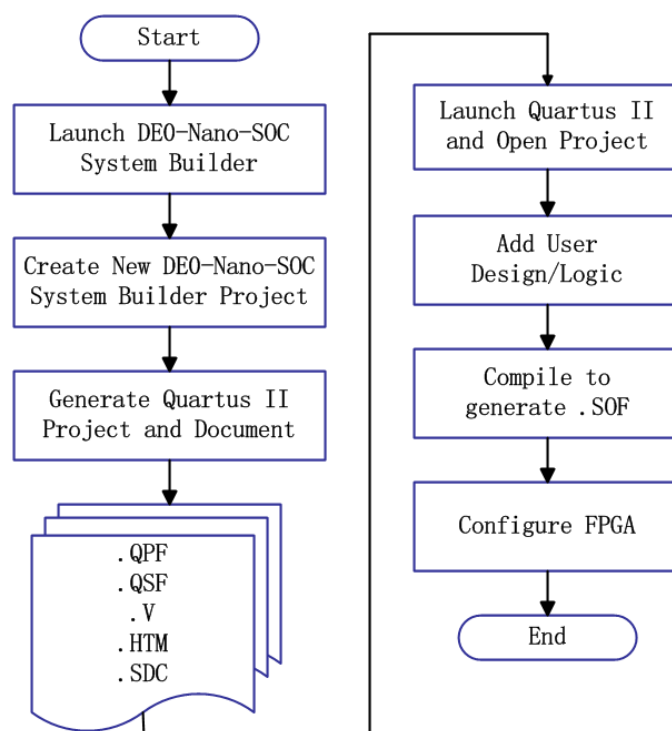 Start
Launch DE0-Nano-SOC
System Builder
Create New DE0-Nano-SOC
System Builder Project
Generate Quartus II
Project and Document
.QPF
.QSF
.V
.HTM
.SDC
Launch Quartus II
and Open Project
Add User
Design/Logic
Compile to
generate .SOF
Configure FPGA
End